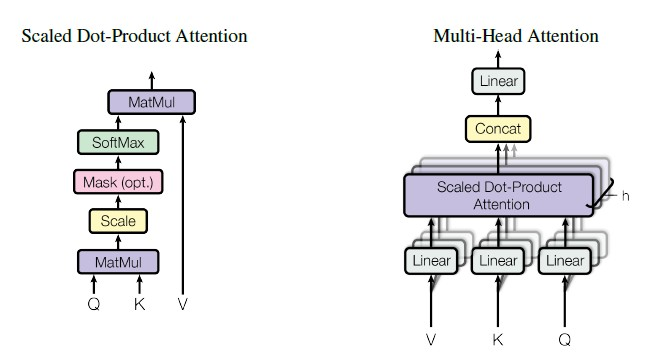 Scaled Dot-Product Attention
MatMul
SoftMax
Mask (opt.)
Scale
MatMul
Q K V
Multi-Head Attention
Linear
Concat
Scaled Dot-Product
Attention
h
Linear Linear Linear
V K Q